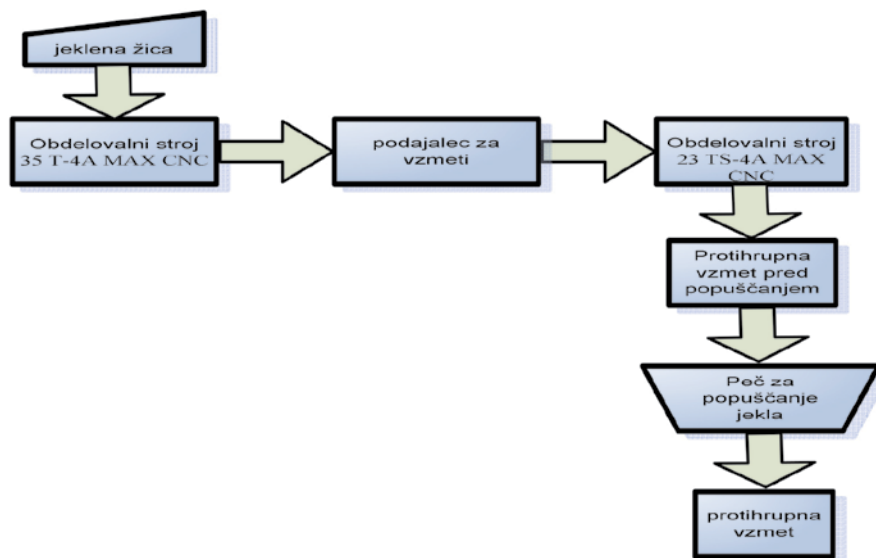 jeklena žica
Obdelovalni stroj
35 T-4A MAX CNC
podajalec za
vzmeti
Obdelovalni stroj
23 TS-4A MAX
CNC
Protihrupna
vzmet pred
popuščanjem
Peč za
popuščanje
jekla
protihrupna
vzmet